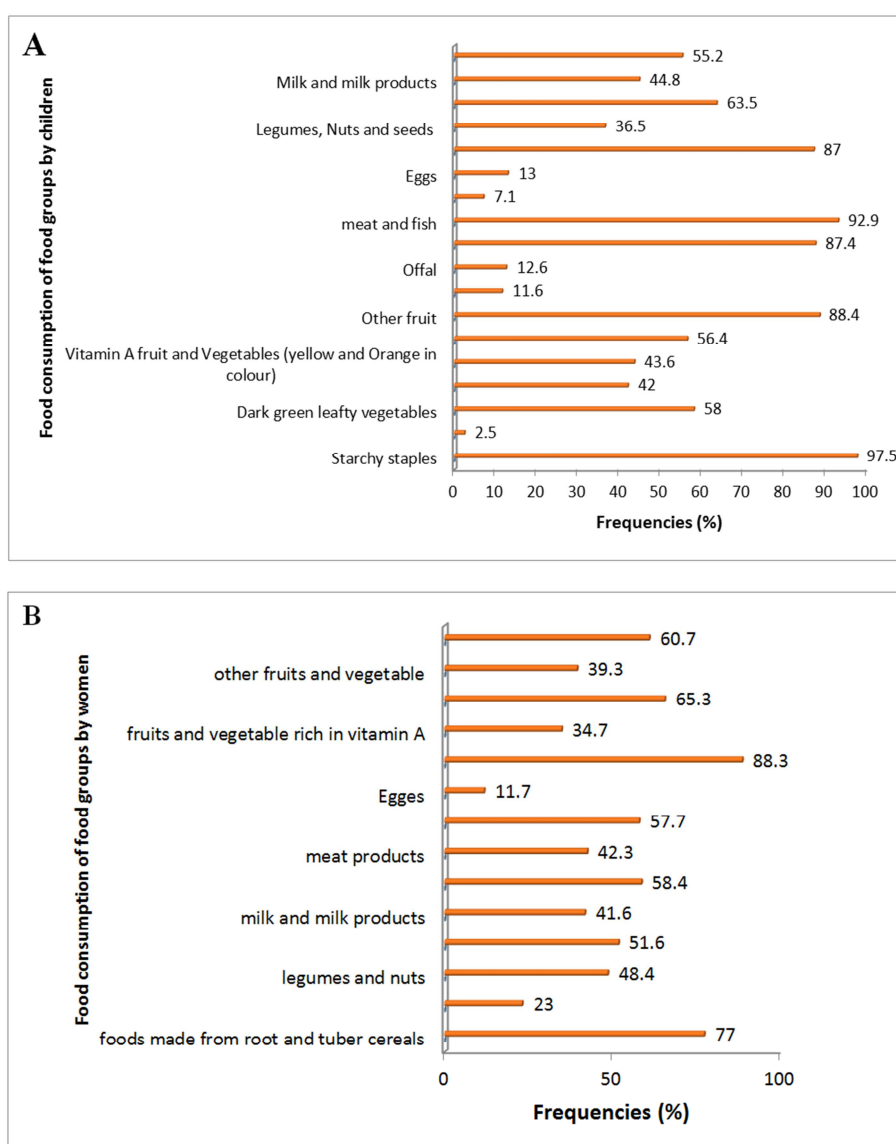 A
Food consumption of food groups by children
55.2
Milk and milk products 44.8
63.5
Legumes, Nuts and seeds 36.5
87
Eggs 13
7.1
meat and fish 92.9
87.4
Offal 12.6
11.6
Other fruit 88.4
56.4
Vitamin A fruit and Vegetables (yellow and Orange in
colour) 43.6
42
Dark green leafty vegetables 58
2.5
Starchy staples 97.5
0 10 20 30 40 50 60 70 80 90 100
Frequencies (%)
B
Food consumption of food groups by women
60.7
other fruits and vegetable 39.3
65.3
fruits and vegetable rich in vitamin A 34.7
88.3
Egges 11.7
57.7
meat products 42.3
58.4
milk and milk products 41.6
51.6
legumes and nuts 48.4
23
foods made from root and tuber cereals 77
0 50 100
Frequencies (%)